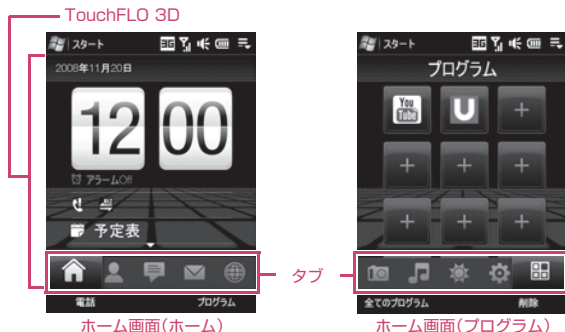 TouchFLO 3D
スタート
3G
2008年11月20日
12 00
アラームOff
予定表
電話 プログラム
ホーム画面(ホーム)
タブ
スタート
3G
プログラム
You Tube U
全てのプログラム 削除
ホーム画面(プログラム)